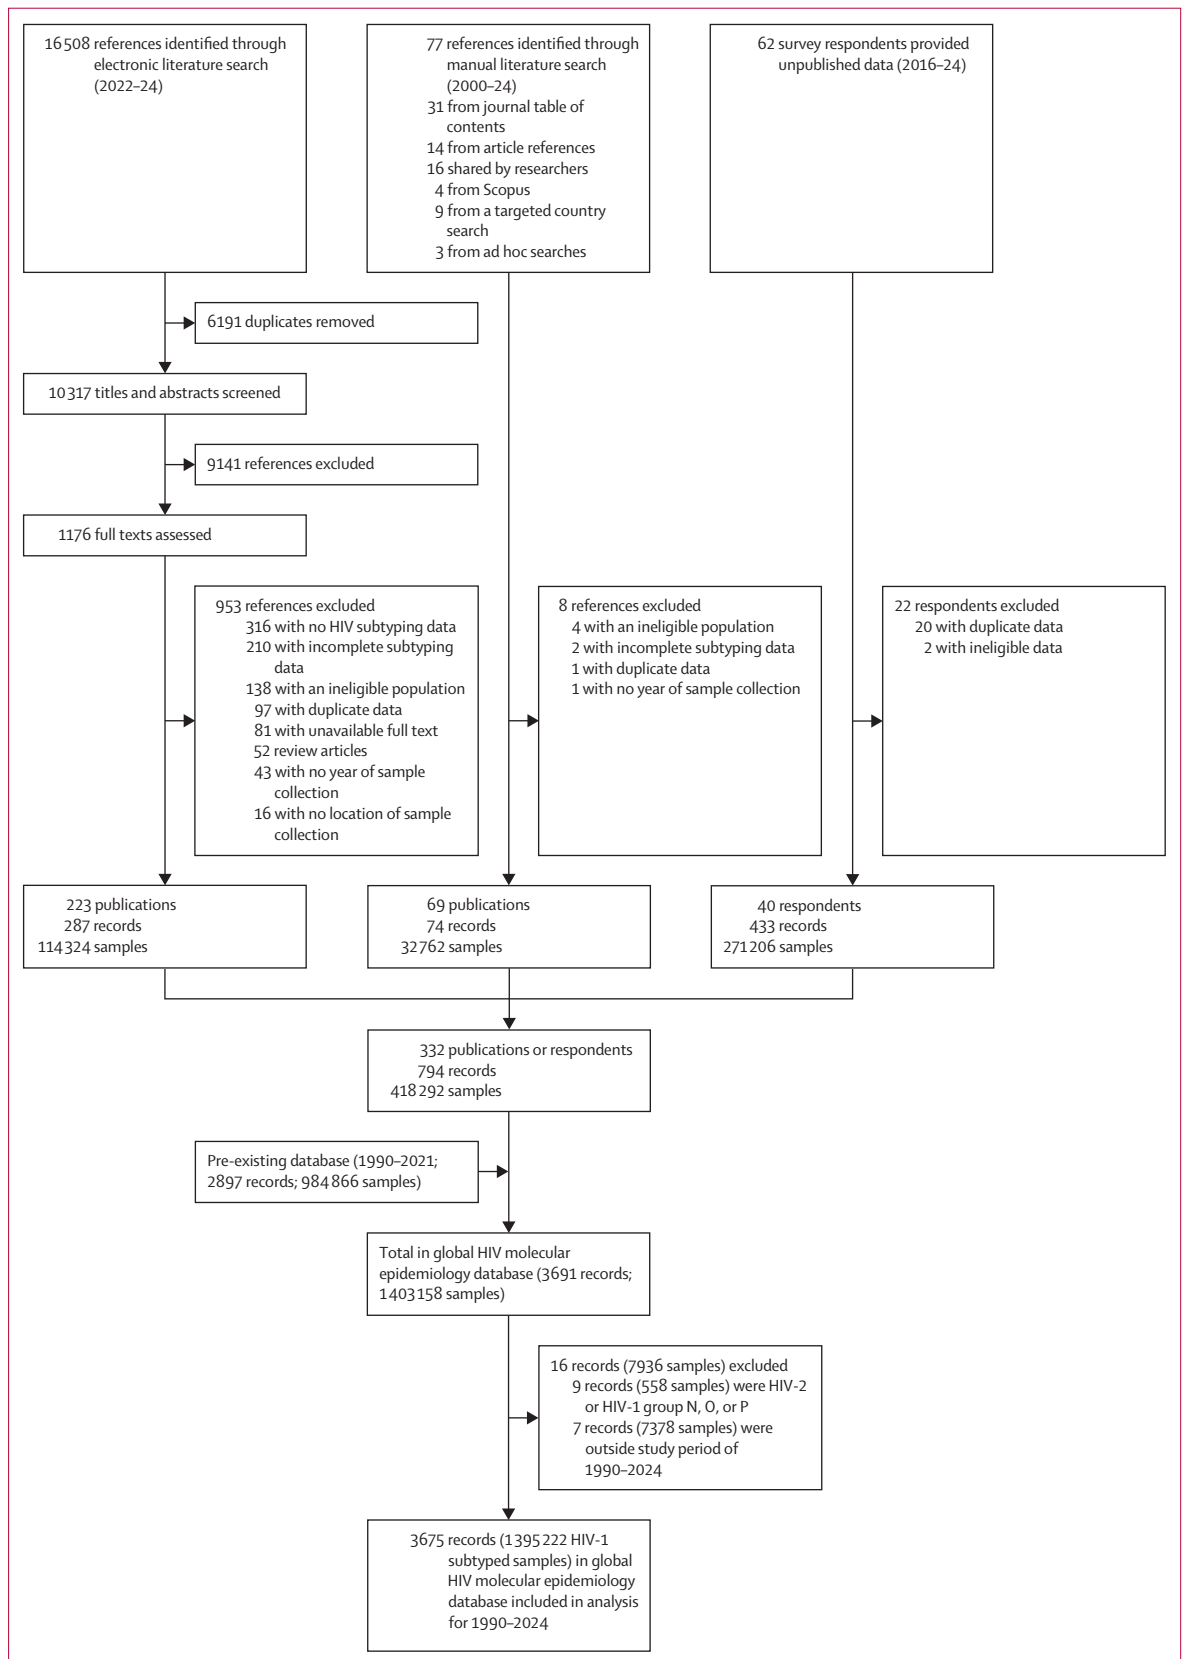 16 508 references identified through
electronic literature search
(2022–24)
77 references identified through
manual literature search
(2000–24)
31 from journal table of
contents
14 from article references
16 shared by researchers
4 from Scopus
9 from a targeted country
search
3 from ad hoc searches
62 survey respondents provided
unpublished data (2016–24)
6191 duplicates removed
10 317 titles and abstracts screened
9141 references excluded
1176 full texts assessed
953 references excluded
316 with no HIV subtyping data
210 with incomplete subtyping
data
138 with an ineligible population
97 with duplicate data
81 with unavailable full text
52 review articles
43 with no year of sample
collection
16 with no location of sample
collection
8 references excluded
4 with an ineligible population
2 with incomplete subtyping data
1 with duplicate data
1 with no year of sample collection
22 respondents excluded
20 with duplicate data
2 with ineligible data
223 publications
287 records
114 324 samples
69 publications
74 records
32 762 samples
40 respondents
433 records
271 206 samples
332 publications or respondents
794 records
418 292 samples
Pre-existing database (1990–2021;
2897 records; 984 866 samples)
Total in global HIV molecular
epidemiology database (3691 records;
1 403 158 samples)
16 records (7936 samples) excluded
9 records (558 samples) were HIV-2
or HIV-1 group N, O, or P
7 records (7378 samples) were
outside study period of
1990–2024
3675 records (1 395 222 HIV-1
subtyped samples) in global
HIV molecular epidemiology
database included in analysis
for 1990–2024